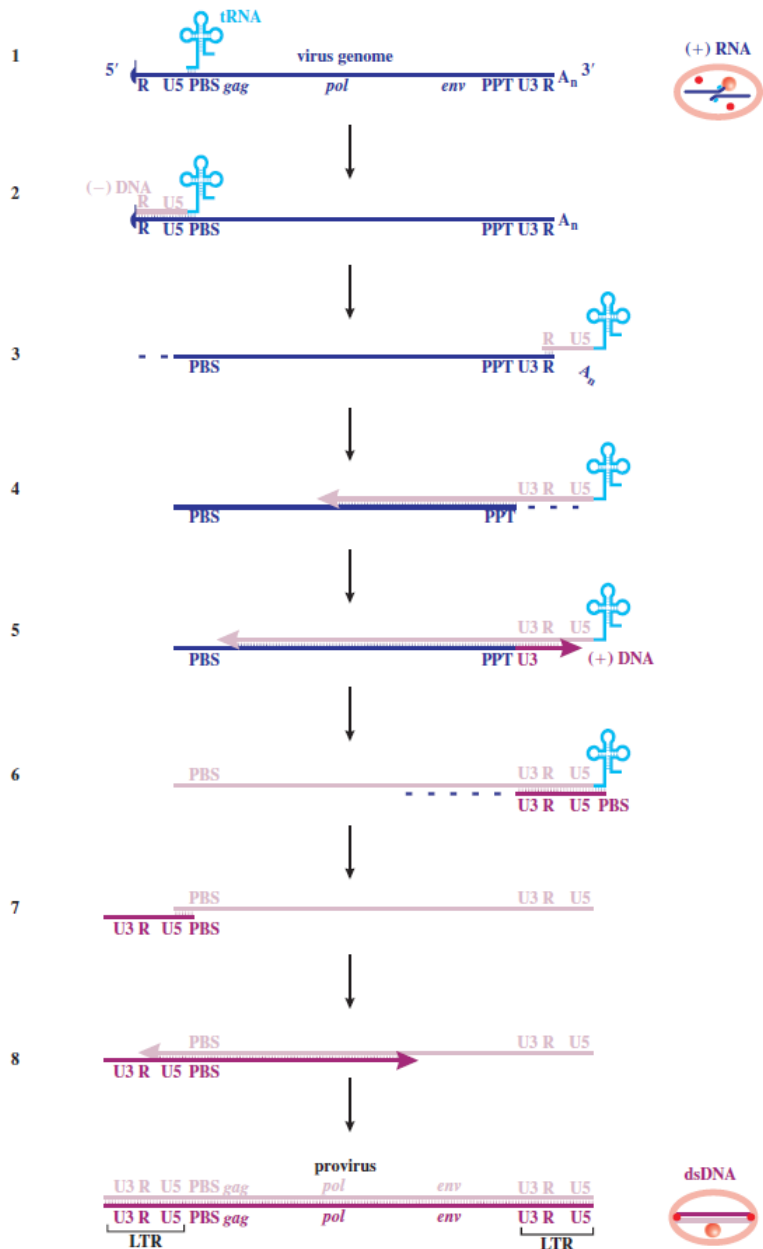 tRNA
1
5′
virus genome
3′
(+) RNA
R U5 PBS gag pol env PPT U3 R An
2
(−) DNA
R U5
R U5 PBS PPT U3 R An
3
R U5
PBS PPT U3 R An
4
U3 R U5
PBS PPT
5
U3 R U5
PBS PPT U3 (+) DNA
6
PBS U3 R U5
U3 R U5 PBS
7
PBS U3 R U5
U3 R U5 PBS
8
PBS U3 R U5
U3 R U5 PBS
provirus
dsDNA
U3 R U5 PBS gag pol env U3 R U5
U3 R U5 PBS gag pol env U3 R U5
LTR LTR